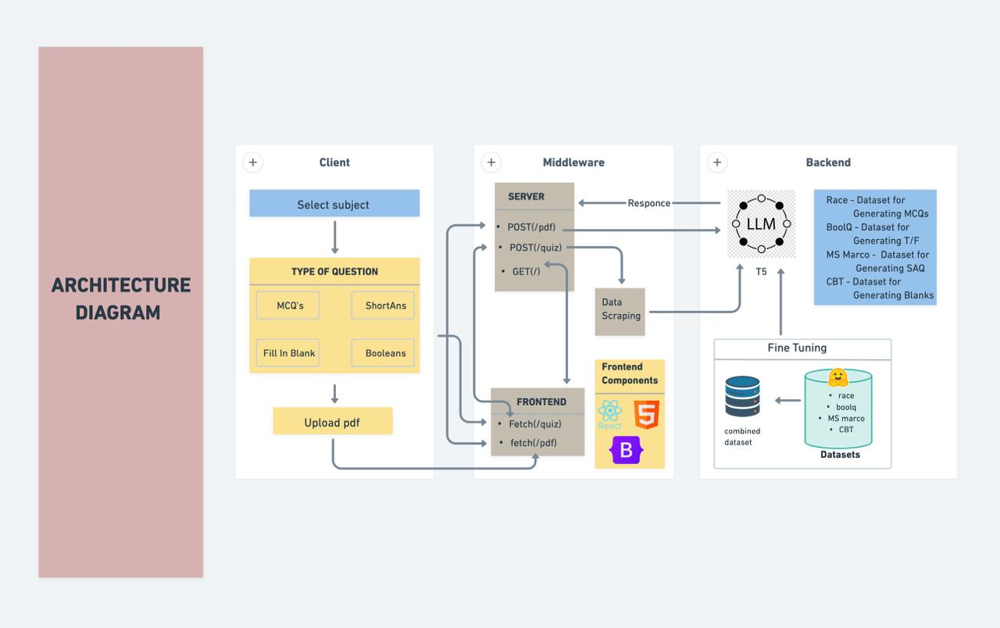 ARCHITECTURE
DIAGRAM
Client
Select subject
TYPE OF QUESTION
MCQ's
ShortAns
Fill In Blank
Booleans
Upload pdf
Middleware
SERVER
• POST(/pdf)
• POST(/quiz)
• GET(/)
Responce
Data
Scraping
FRONTEND
• Fetch(/quiz)
• fetch(/pdf)
Frontend
Components
React
5
B
Backend
LLM
T5
Race - Dataset for
Generating MCQs
BoolQ - Dataset for
Generating T/F
MS Marco - Dataset for
Generating SAQ
CBT - Dataset for
Generating Blanks
Fine Tuning
combined
dataset
• race
• boolq
• MS marco
• CBT
Datasets